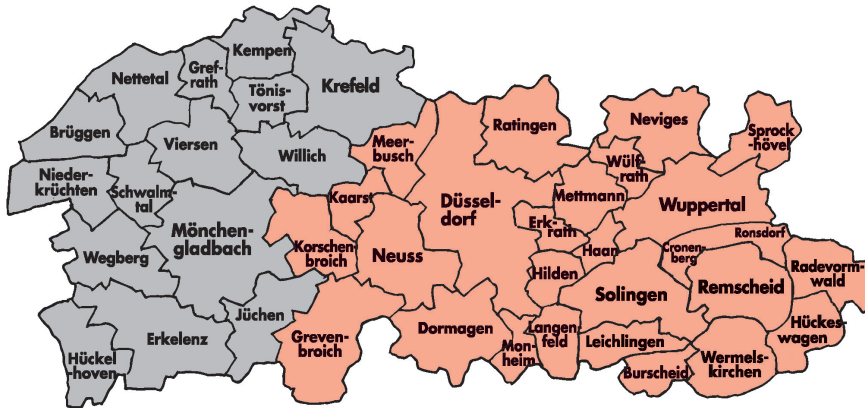 Kempen
Gref-
rath
Nettetal
Krefeld
Tönis-
vorst
Brüggen
Viersen
Willich
Meer-
busch
Ratingen
Neviges
Sprock
-hövel
Nieder-
krüchten
Schwalm-
tal
Kaarst
Wülf-
rath
Mettmann
Mönchen-
gladbach
Düssel-
dorf
Wuppertal
Erk-
rath
Ronsdorf
Wegberg
Korschen-
broich
Neuss
Haan
Cronen-
berg
Hilden
Radevorm-
wald
Solingen
Remscheid
Jüchen
Erkelenz
Grevenbroich
Dormagen
Langen-
feld
Mon-
heim
Leichlingen
Hückes-
wagen
Hückel
-hoven
Wermels-
kirchen
Burscheid